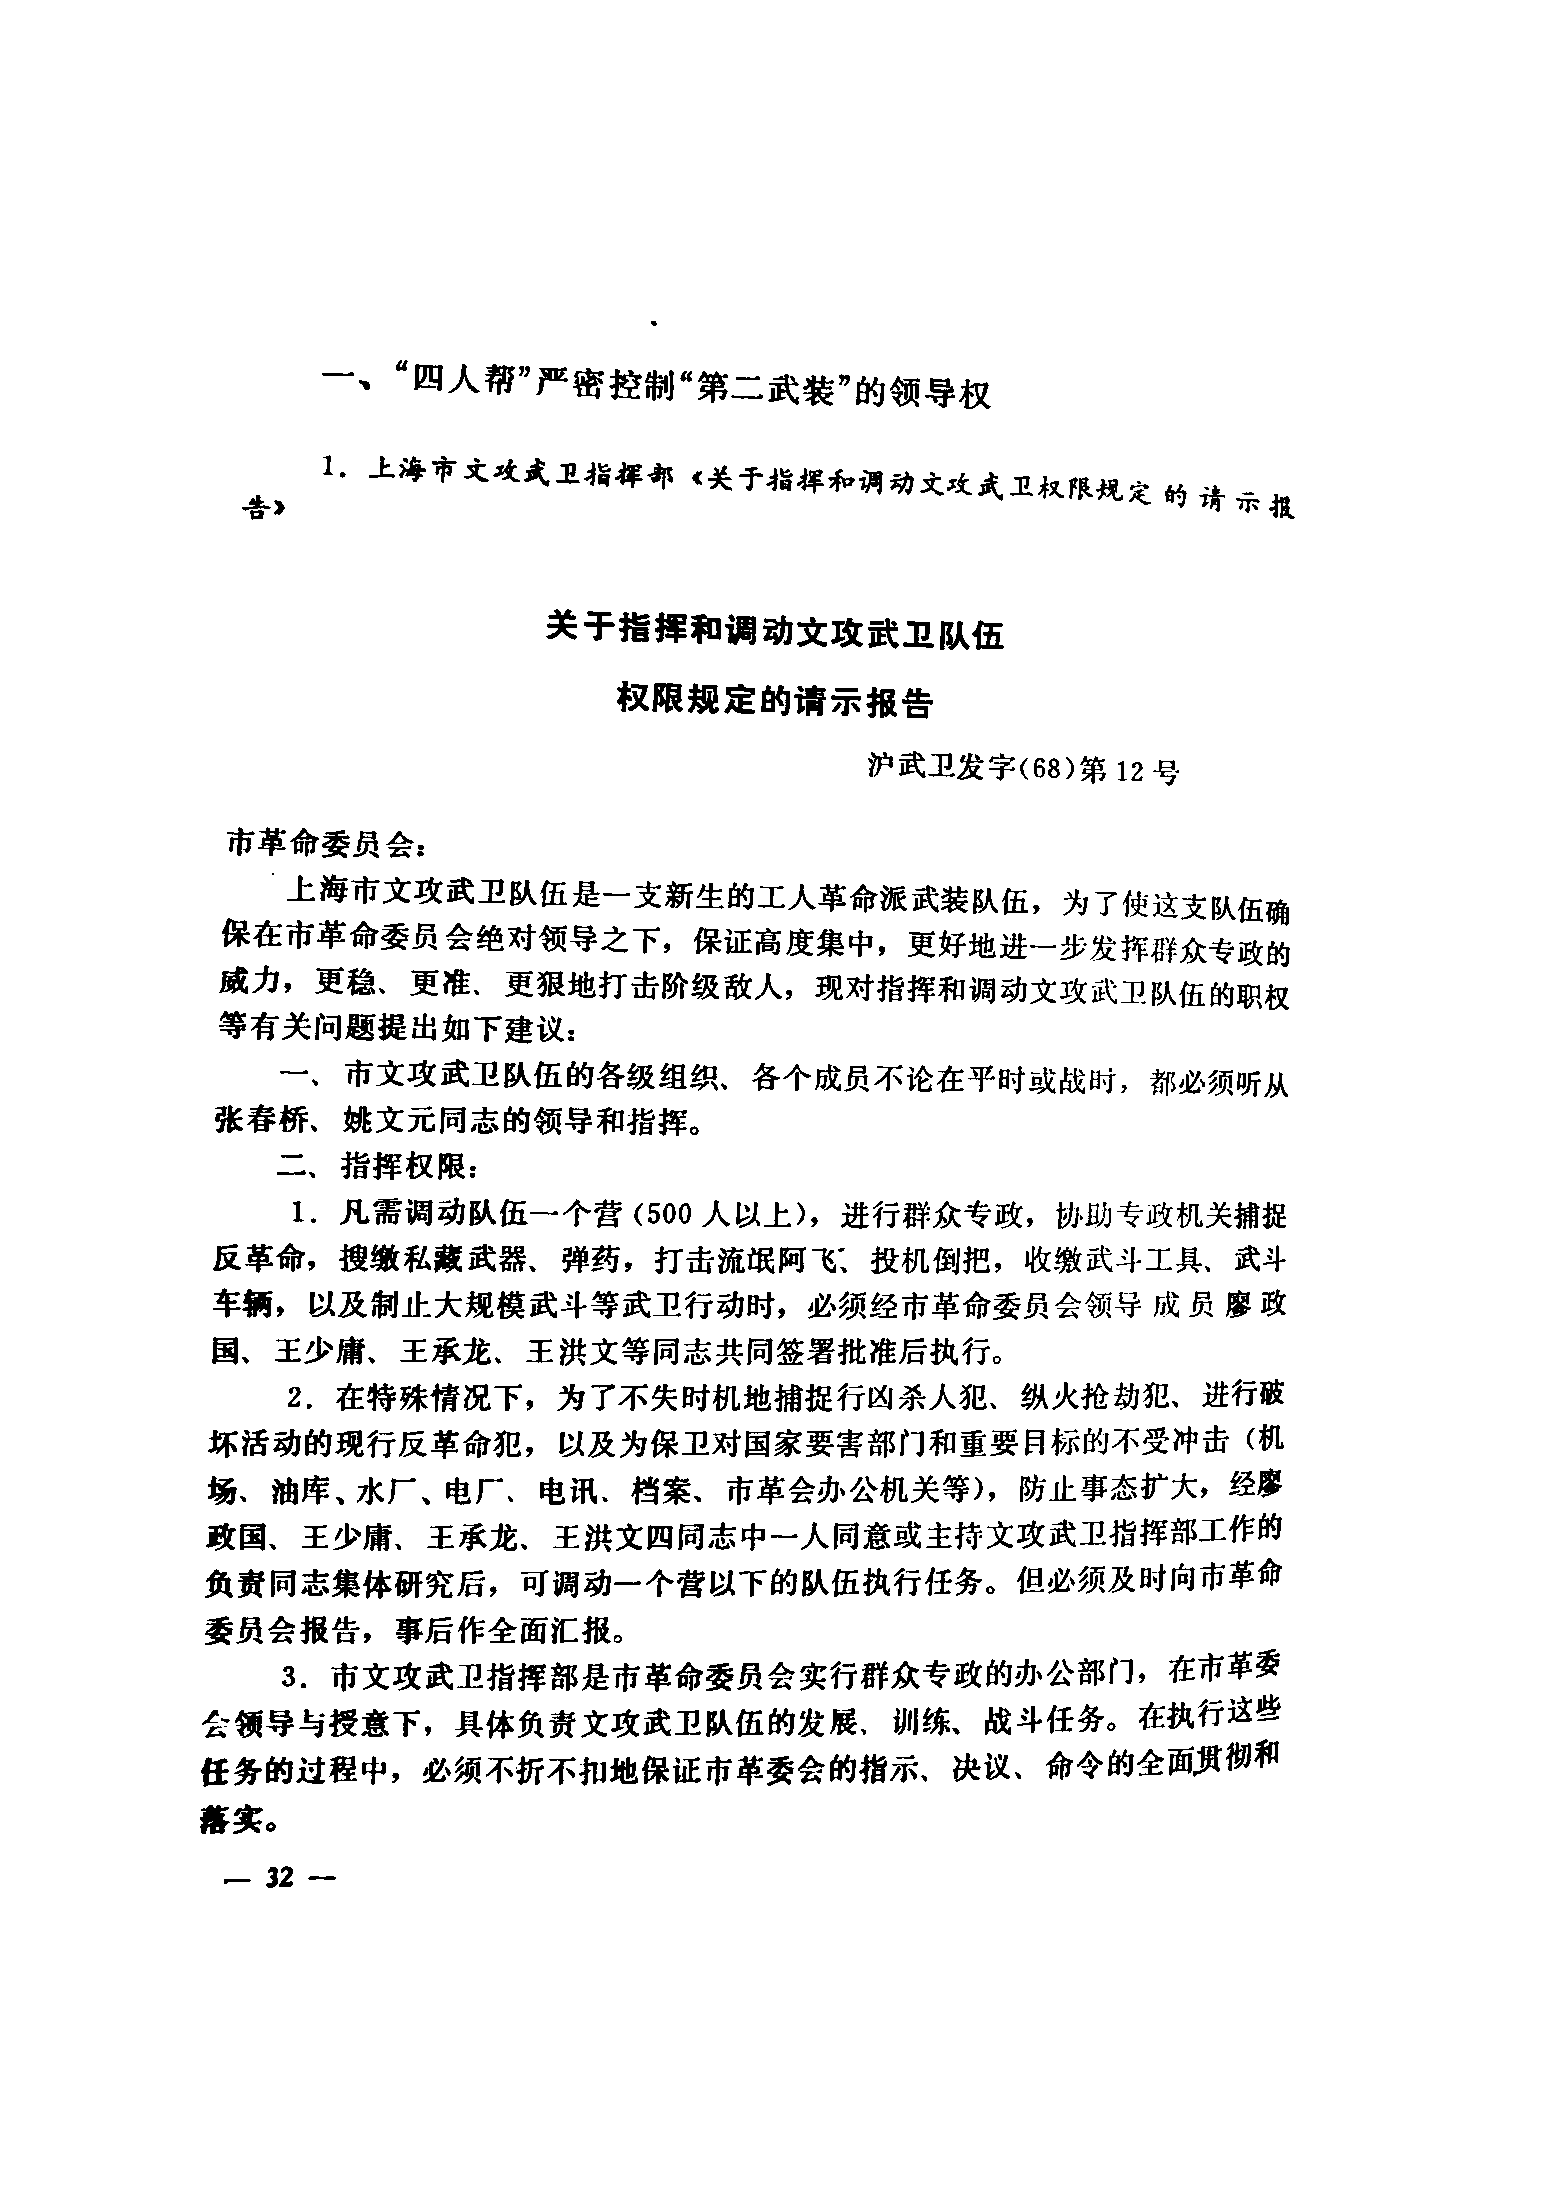 一、“四人帮”严密控制“第二武装”的领导权
1．上海市文攻武卫指挥部《关于指挥和调动文攻武卫权限规定的请示报
告》
关于指挥和调动文攻武卫队伍
权限规定的请示报告
沪武卫发字(68)第12号
市革命委员会：
上海市文攻武卫队伍是一支新生的工人革命派武装队伍，为了使这支队伍确
保在市革命委员会绝对领导之下，保证高度集中，更好地进一步发挥群众专政的
威力，更稳、更准、更狠地打击阶级敌人，现对指挥和调动文攻武卫队伍的职权
等有关问题提出如下建议：
一、市文攻武卫队伍的各级组织、各个成员不论在平时或战时，都必须听从
张春桥、姚文元同志的领导和指挥。
二、指挥权限：
1．凡需调动队伍一个营(500人以上)，进行群众专政，协助专政机关捕捉
反革命，搜缴私藏武器、弹药，打击流氓阿飞、投机倒把，收缴武斗工具、武斗
车辆，以及制止大规模武斗等武卫行动时，必须经市革命委员会领导成员廖政
国、王少庸、王承龙、王洪文等同志共同签署批准后执行。
2．在特殊情况下，为了不失时机地捕捉行凶杀人犯、纵火抢劫犯、进行破
坏活动的现行反革命犯，以及为保卫对国家要害部门和重要目标的不受冲击（机
场、油库、水厂、电厂、电讯、档案、市革会办公机关等），防止事态扩大，经廖
政国、王少庸、王承龙、王洪文四同志中一人同意或主持文攻武卫指挥部工作的
负责同志集体研究后，可调动一个营以下的队伍执行任务。但必须及时向市革命
委员会报告，事后作全面汇报。
3．市文攻武卫指挥部是市革命委员会实行群众专政的办公部门，在市革委
会领导与授意下，具体负责文攻武卫队伍的发展、训练、战斗任务。在执行这些
任务的过程中，必须不折不扣地保证市革委会的指示、决议、命令的全面贯彻和
落实。
— 32 —